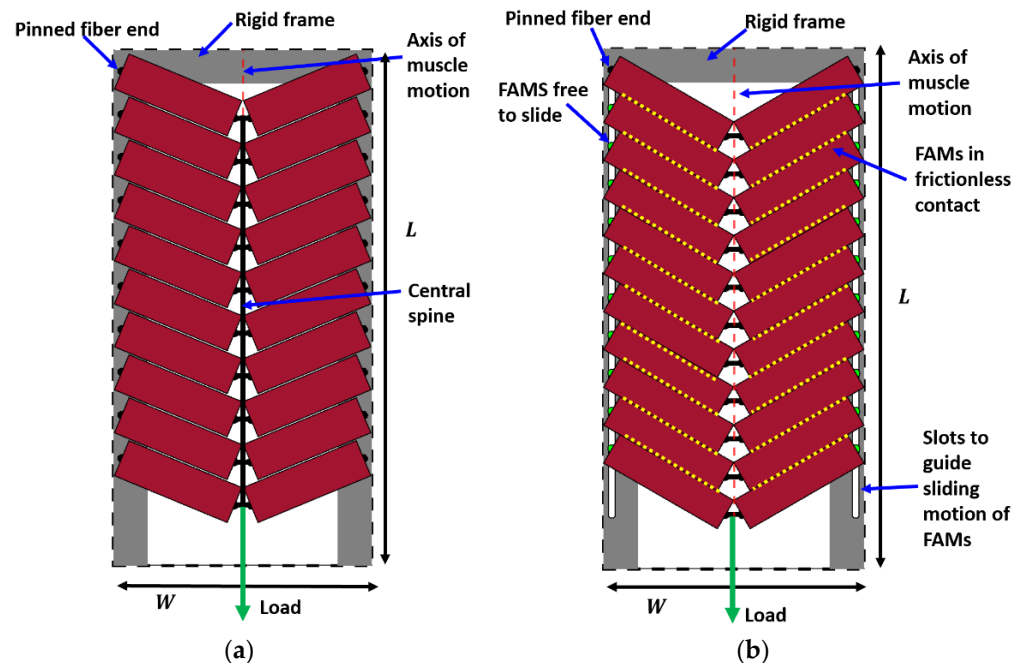 Pinned fiber end
Rigid frame
Axis of
muscle
motion
L
Central
spine
W
Load
(a)
Pinned fiber end
Rigid frame
FAMS free
to slide
Axis of
muscle
motion
FAMs in
frictionless
contact
L
Slots to
guide
sliding
motion of
FAMs
W
Load
(b)